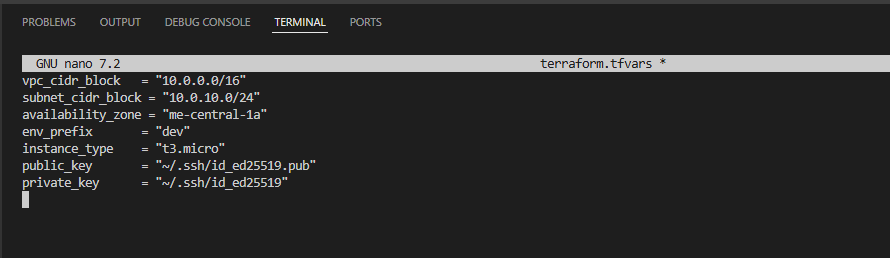 PROBLEMS OUTPUT DEBUG CONSOLE TERMINAL PORTS
GNU nano 7.2 terraform.tfvars *
vpc_cidr_block   = "10.0.0.0/16"
subnet_cidr_block = "10.0.10.0/24"
availability_zone = "me-central-1a"
env_prefix       = "dev"
instance_type    = "t3.micro"
public_key       = "~/.ssh/id_ed25519.pub"
private_key      = "~/.ssh/id_ed25519"